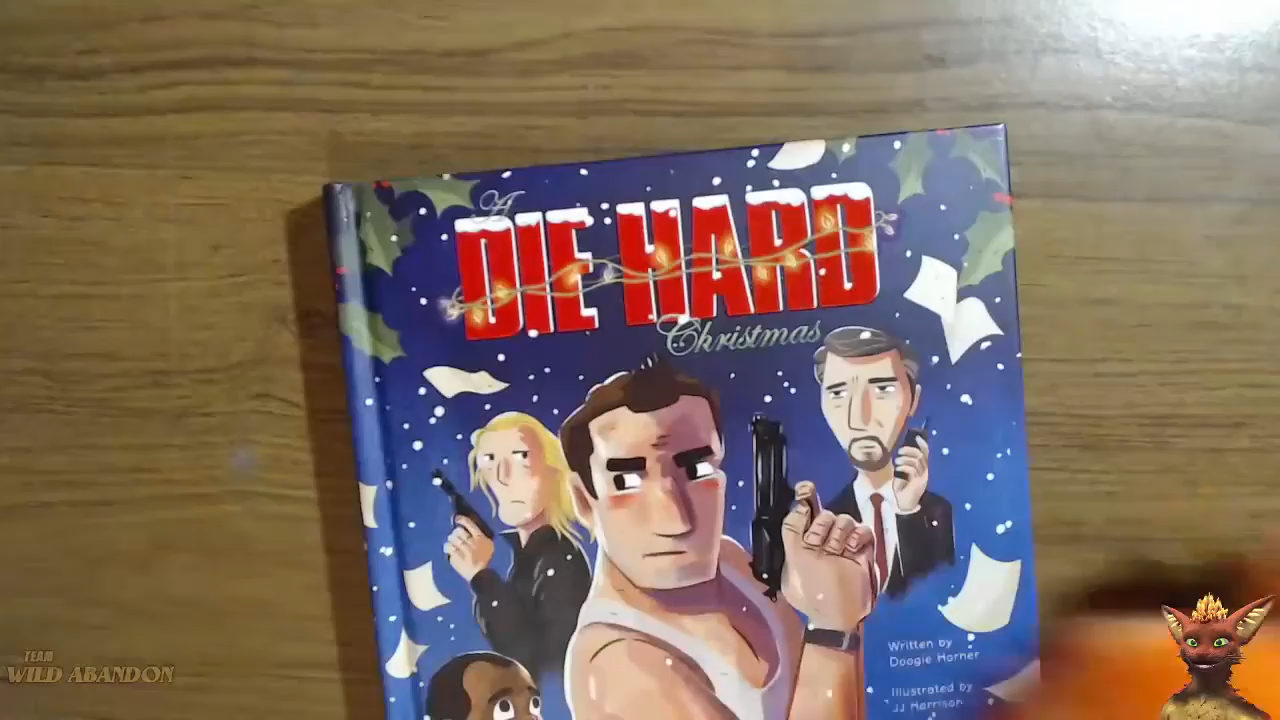 A
DIE HARD
Christmas
Written by
Doogie Horner
Illustrated by
JJ Harrison
TEAM
WILD ABANDON